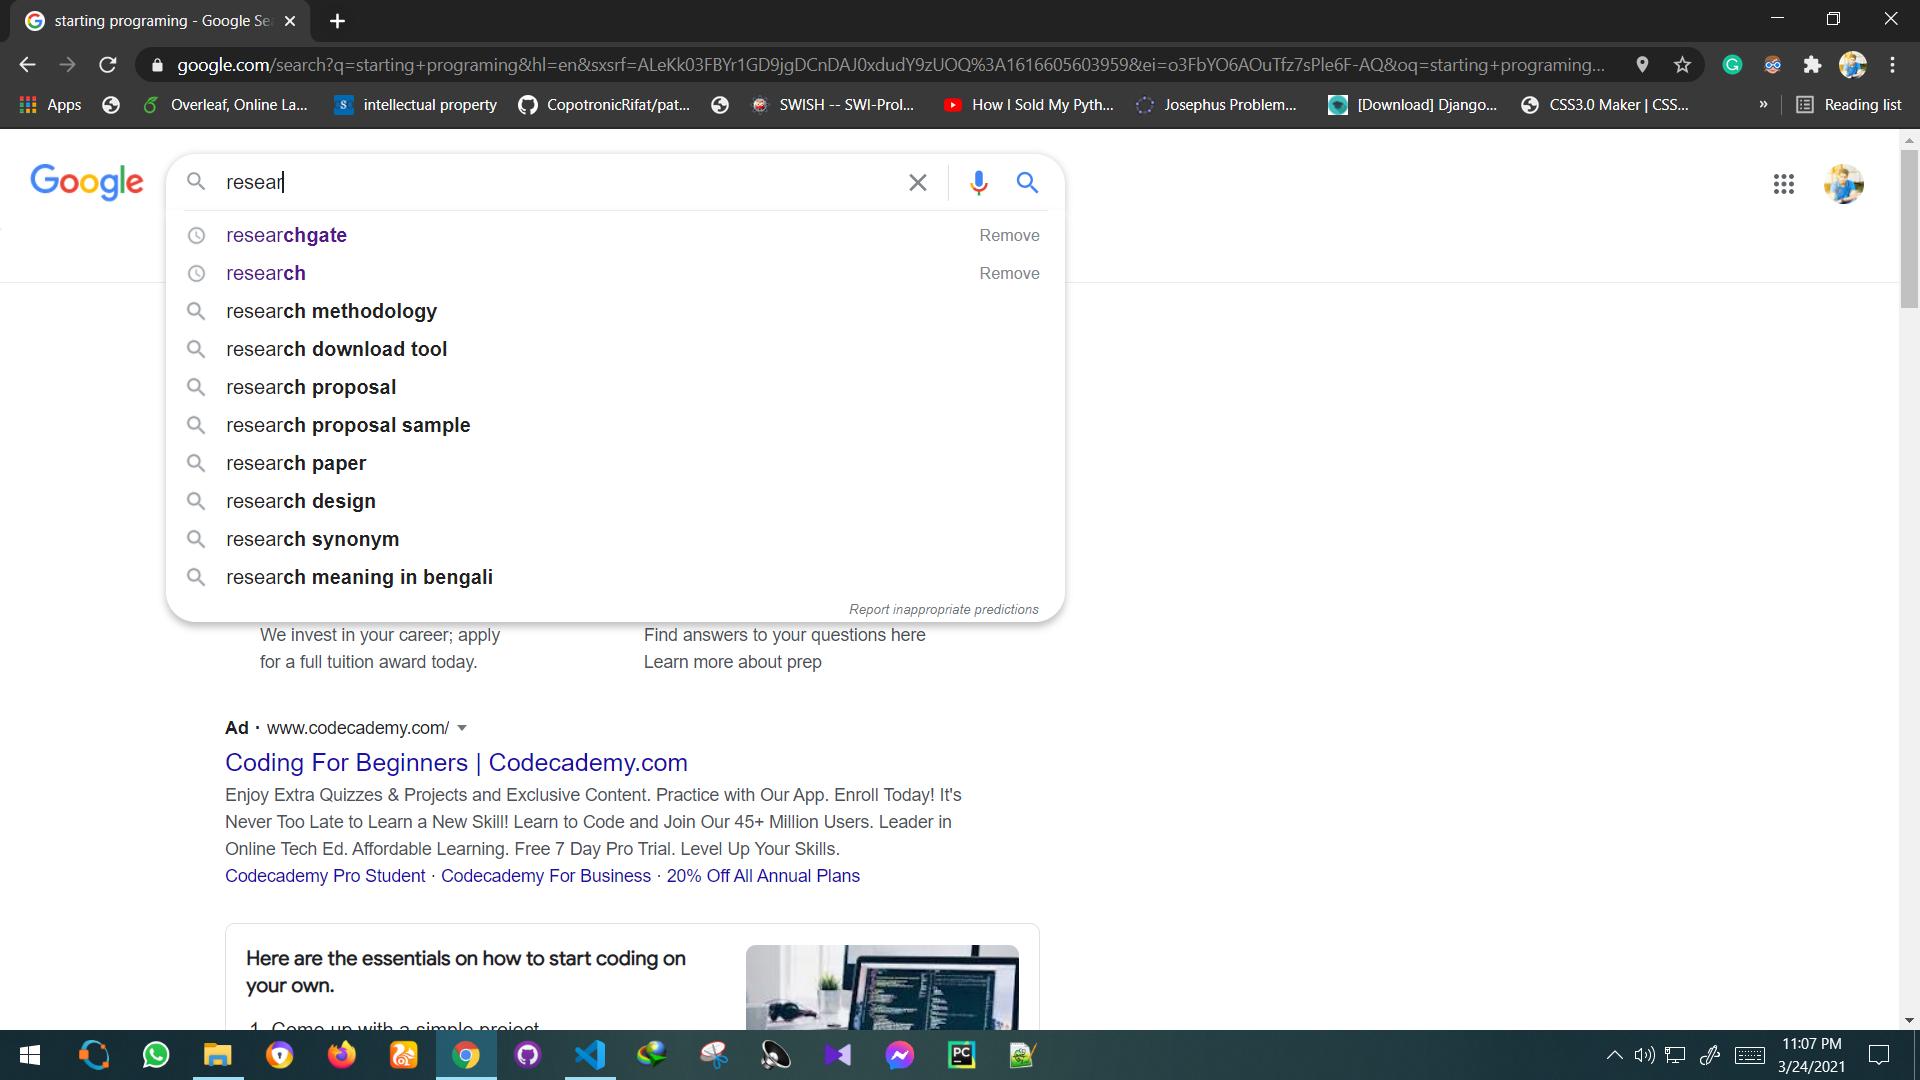 starting programing - Google Se
google.com/search?q=starting+programing&hl=en&sxsrf=ALeKk03FBYr1GD9jgDCnDAJ0xdudY9zUOQ%3A1616605603959&ei=o3FbYO6AOuTfz7sPle6F-AQ&oq=starting+programing...
Apps Overleaf, Online La... intellectual property CopotronicRifat/pat... SWISH -- SWI-Prol... How I Sold My Pyth... Josephus Problem... [Download] Django... CSS3.0 Maker | CSS... » Reading list
Google
resear
researchgate Remove
research Remove
research methodology
research download tool
research proposal
research proposal sample
research paper
research design
research synonym
research meaning in bengali
Report inappropriate predictions
We invest in your career; apply
for a full tuition award today.
Find answers to your questions here
Learn more about prep
Ad · www.codecademy.com/
Coding For Beginners | Codecademy.com
Enjoy Extra Quizzes & Projects and Exclusive Content. Practice with Our App. Enroll Today! It's
Never Too Late to Learn a New Skill! Learn to Code and Join Our 45+ Million Users. Leader in
Online Tech Ed. Affordable Learning. Free 7 Day Pro Trial. Level Up Your Skills.
Codecademy Pro Student · Codecademy For Business · 20% Off All Annual Plans
Here are the essentials on how to start coding on
your own.
1. Come up with a simple project
PC
11:07 PM
3/24/2021